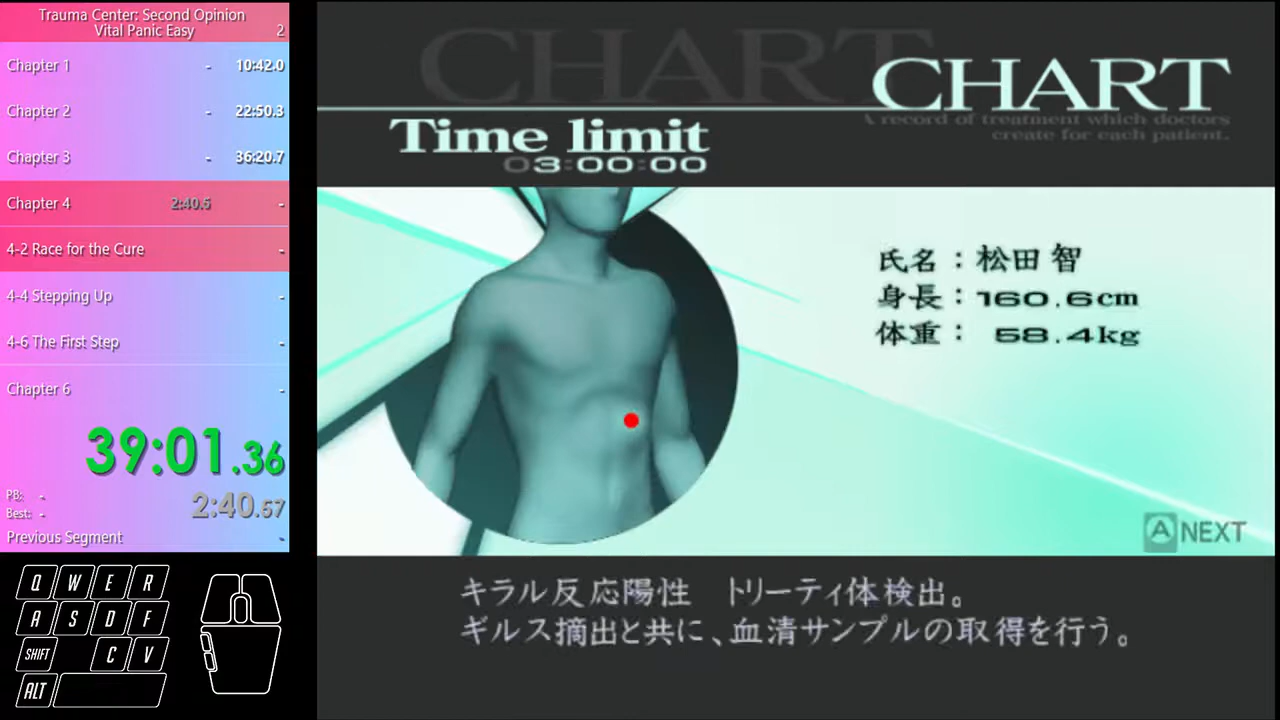 Trauma Center: Second Opinion
Vital Panic Easy
2
Chapter 1 - 10:42.0
Chapter 2 - 22:50.3
Chapter 3 - 36:20.7
Chapter 4 2:40.5 -
4-2 Race for the Cure -
4-4 Stepping Up -
4-6 The First Step -
Chapter 6 -
39:01.36
PB: -
2:40.57
Best: -
Previous Segment -
Q W E R
A S D F
SHIFT C V
ALT
CHART
CHART
A record of treatment which doctors
create for each patient.
Time limit
03:00:00
氏名：松田 智
身長：160.6cm
体重： 58.4kg
A NEXT
キラル反応陽性 トリーティ体検出。
ギルス摘出と共に、血清サンプルの取得を行う。